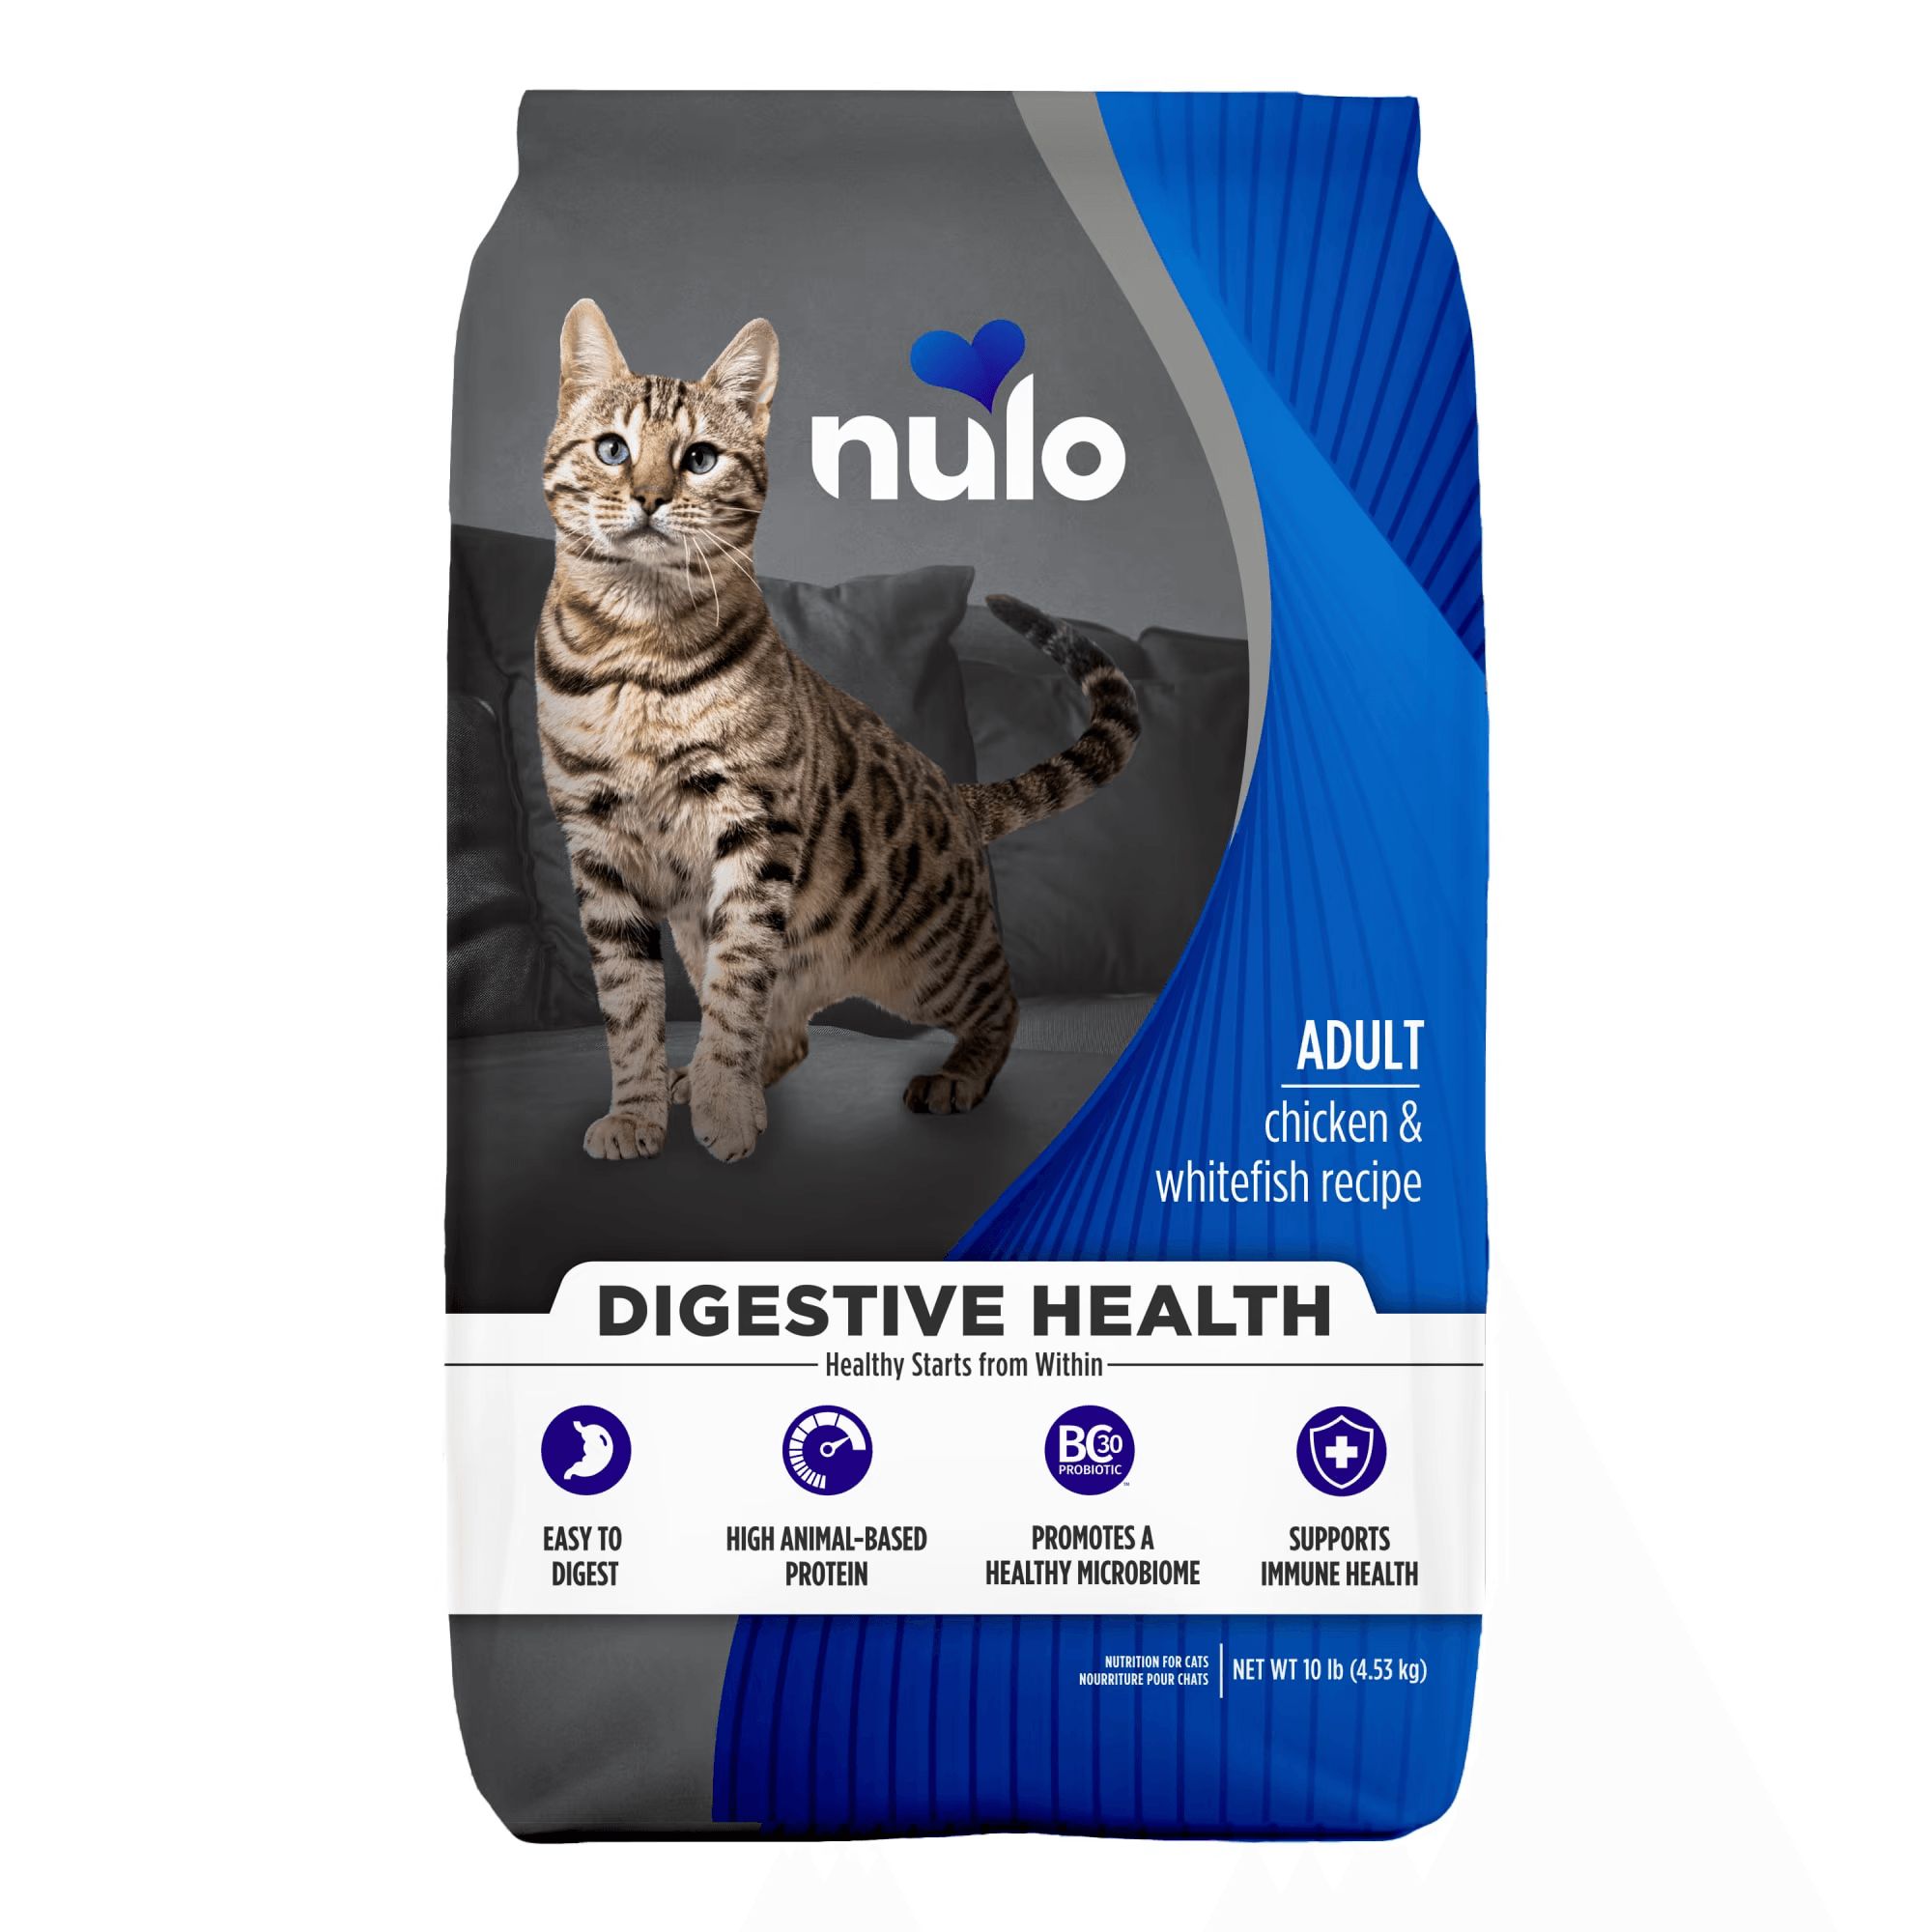 nulo
ADULT
chicken &
whitefish recipe
DIGESTIVE HEALTH
Healthy Starts from Within
EASY TO
DIGEST
HIGH ANIMAL-BASED
PROTEIN
BC30
PROBIOTIC
™
PROMOTES A
HEALTHY MICROBIOME
SUPPORTS
IMMUNE HEALTH
NUTRITION FOR CATS
NOURRITURE POUR CHATS
NET WT 10 lb (4.53 kg)